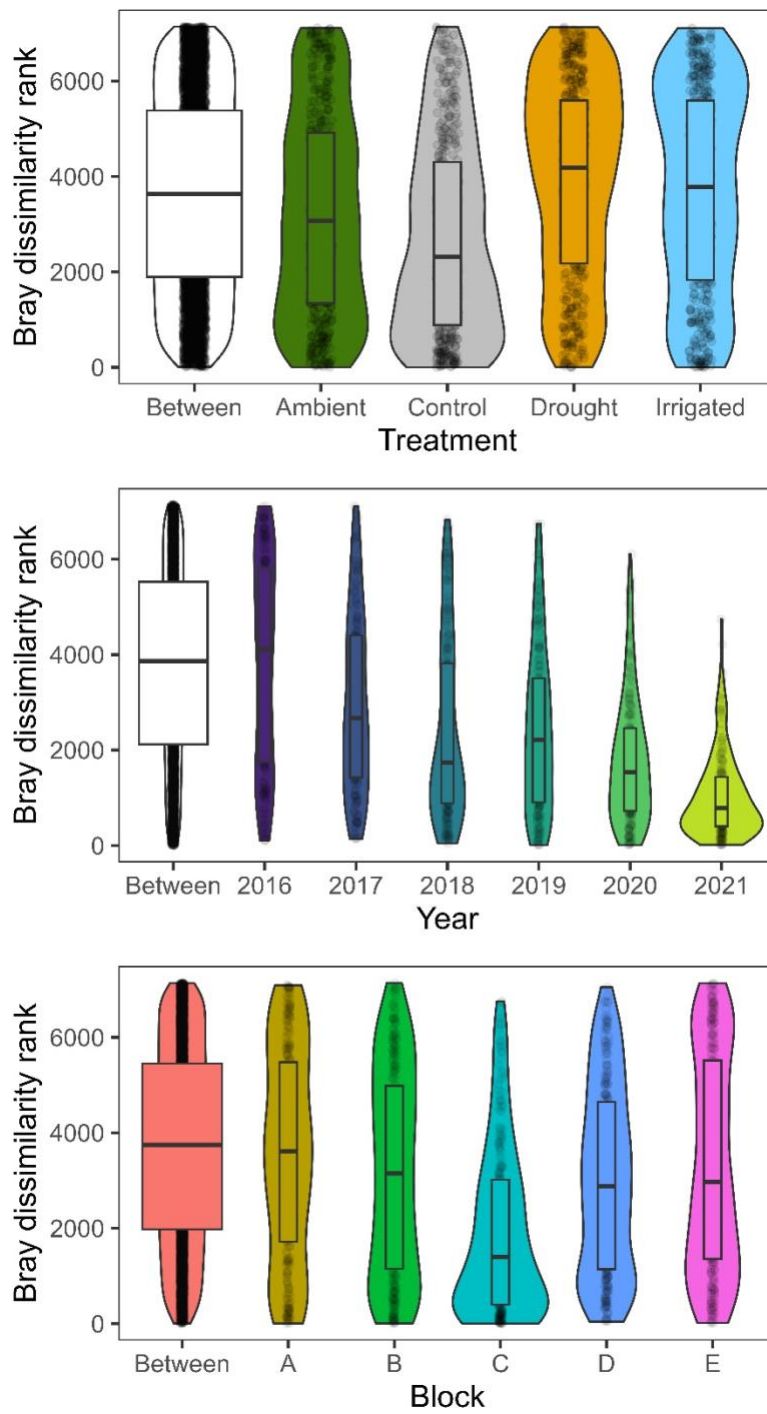 Bray dissimilarity rank
6000
4000
2000
0
Between Ambient Control Drought Irrigated
Treatment
Bray dissimilarity rank
6000
4000
2000
0
Between 2016 2017 2018 2019 2020 2021
Year
Bray dissimilarity rank
6000
4000
2000
0
Between A B C D E
Block